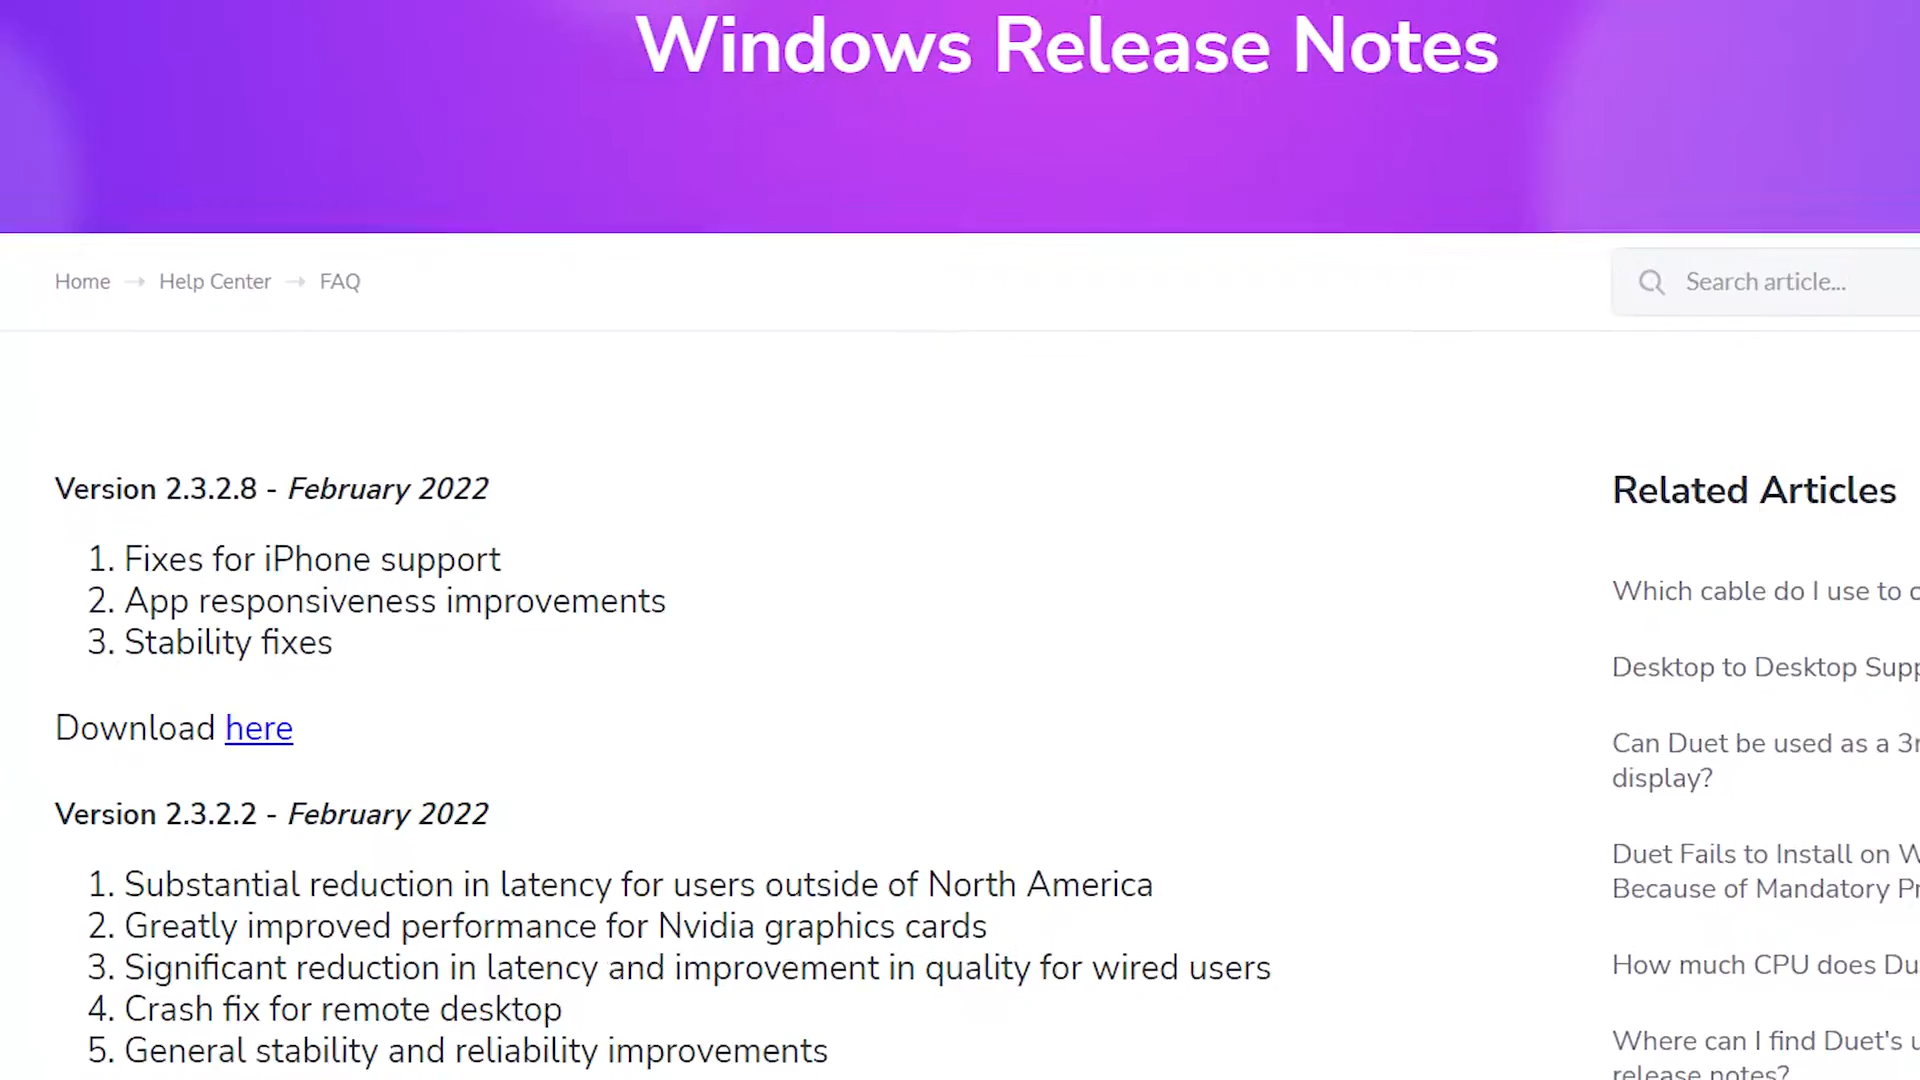 Windows Release Notes
Home → Help Center → FAQ
Search article...
Version 2.3.2.8 - February 2022
1. Fixes for iPhone support
2. App responsiveness improvements
3. Stability fixes
Download here
Version 2.3.2.2 - February 2022
1. Substantial reduction in latency for users outside of North America
2. Greatly improved performance for Nvidia graphics cards
3. Significant reduction in latency and improvement in quality for wired users
4. Crash fix for remote desktop
5. General stability and reliability improvements
Related Articles
Which cable do I use to
Desktop to Desktop
Can Duet be used as a
display?
Duet Fails to Install on
Because of Mandatory
How much CPU does
Where can I find Duet's
release notes?